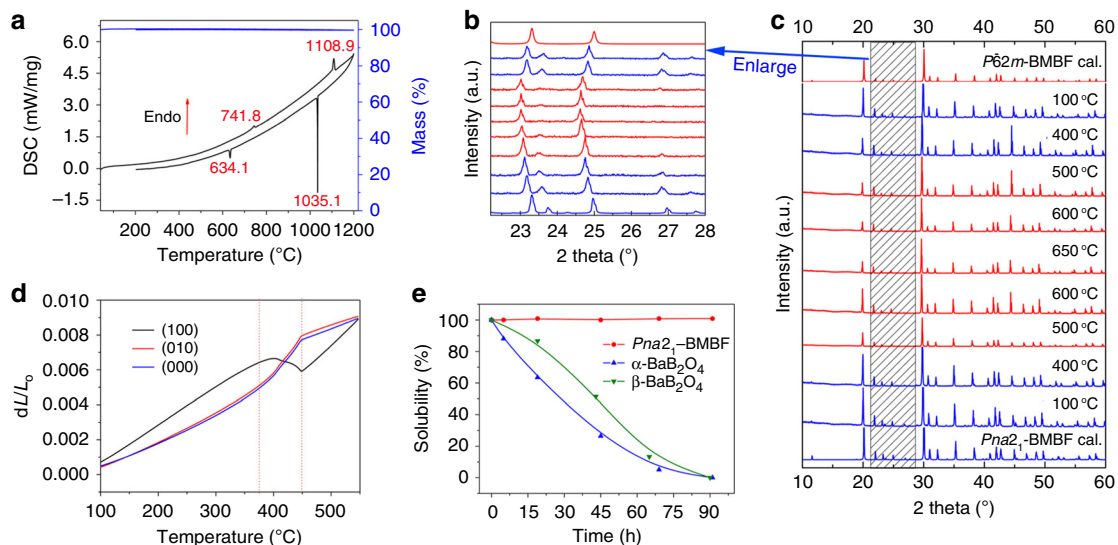 a
6.0
4.5
3.0
1.5
0.0
−1.5
DSC (mW/mg)
Endo
741.8
634.1
1108.9
1035.1
100
80
60
40
20
0
Mass (%)
200 400 600 800 1000 1200
Temperature (°C)
b
Intensity (a.u.)
23 24 25 26 27 28
2 theta (°)
Enlarge
c
10 20 30 40 50 60
P6̄2m-BMBF cal.
100 °C
400 °C
500 °C
600 °C
650 °C
600 °C
500 °C
400 °C
100 °C
Pna2₁-BMBF cal.
Intensity (a.u.)
10 20 30 40 50 60
2 theta (°)
d
0.010
0.008
0.006
0.004
0.002
0.000
dL/Lₒ
(100)
(010)
(000)
100 200 300 400 500
Temperature (°C)
e
100
80
60
40
20
0
Solubility (%)
Pna2₁–BMBF
α-BaB₂O₄
β-BaB₂O₄
0 15 30 45 60 75 90
Time (h)